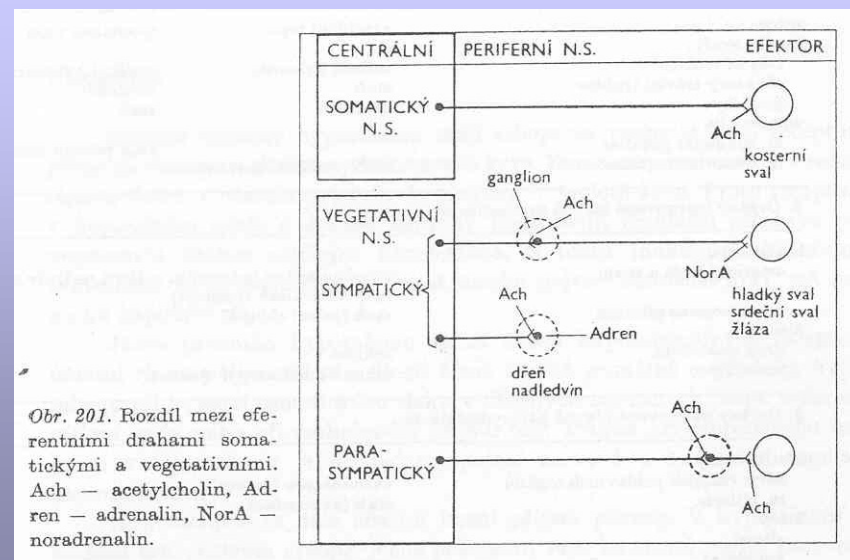 CENTRÁLNÍ PERIFERNÍ N.S. EFEKTOR
SOMATICKÝ
N.S.
Ach
kosterní
sval
ganglion
Ach
VEGETATIVNÍ
N.S.
SYMPATICKÝ
NorA
hladký sval
srdeční sval
žláza
Ach
Adren
dřeň
nadledvin
Ach
PARA-
SYMPATICKÝ
Ach
Obr. 201. Rozdíl mezi efe-
rentními drahami soma-
tickými a vegetativními.
Ach — acetylcholin, Ad-
ren — adrenalin, NorA —
noradrenalin.